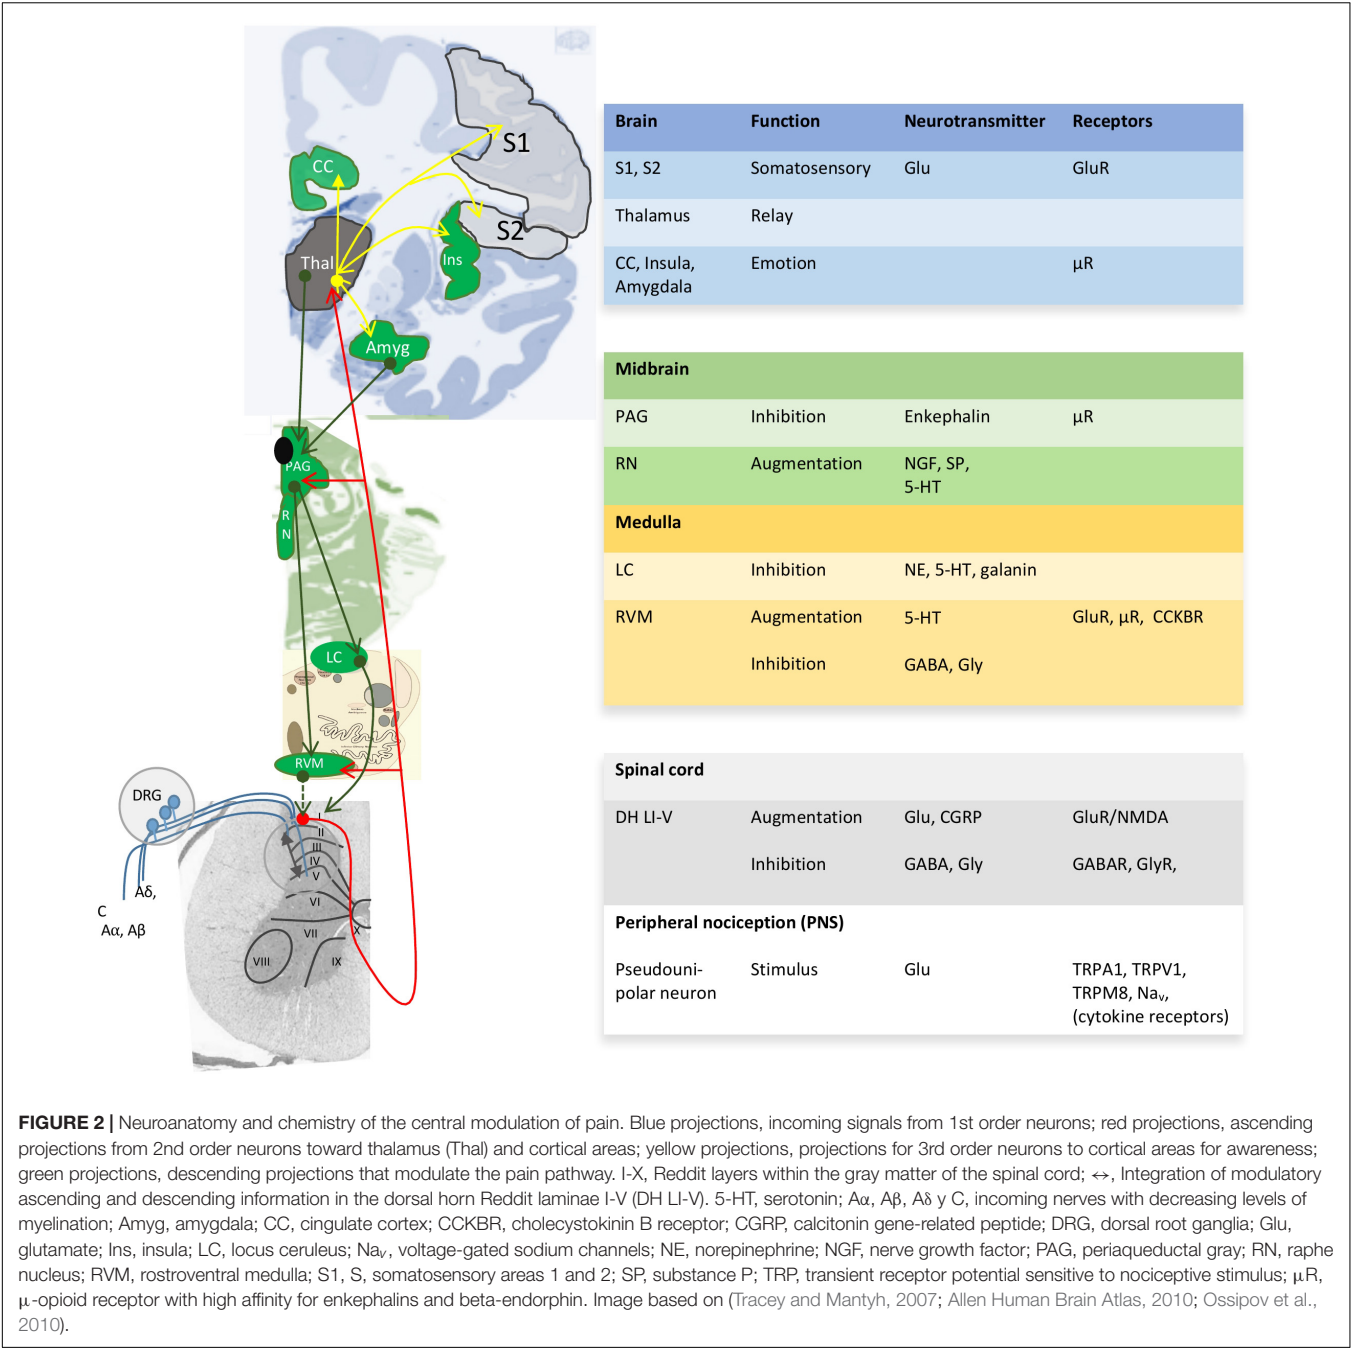 S1
CC
S2
Thal
Ins
Amyg
PAG
R
N
LC
RVM
DRG
I
II
III
IV
V
VI
VII
X
VIII
IX
Aδ,
C
Aα, Aβ
Brain Function Neurotransmitter Receptors
S1, S2 Somatosensory Glu GluR
Thalamus Relay
CC, Insula, Emotion μR
Amygdala
Midbrain
PAG Inhibition Enkephalin μR
RN Augmentation NGF, SP,
5-HT
Medulla
LC Inhibition NE, 5-HT, galanin
RVM Augmentation 5-HT GluR, μR, CCKBR
Inhibition GABA, Gly
Spinal cord
DH LI-V Augmentation Glu, CGRP GluR/NMDA
Inhibition GABA, Gly GABAR, GlyR,
Peripheral nociception (PNS)
Pseudouni- Stimulus Glu TRPA1, TRPV1,
polar neuron TRPM8, Naᵥ,
(cytokine receptors)
FIGURE 2 | Neuroanatomy and chemistry of the central modulation of pain. Blue projections, incoming signals from 1st order neurons; red projections, ascending
projections from 2nd order neurons toward thalamus (Thal) and cortical areas; yellow projections, projections for 3rd order neurons to cortical areas for awareness;
green projections, descending projections that modulate the pain pathway. I-X, Reddit layers within the gray matter of the spinal cord; ↔, Integration of modulatory
ascending and descending information in the dorsal horn Reddit laminae I-V (DH LI-V). 5-HT, serotonin; Aα, Aβ, Aδ y C, incoming nerves with decreasing levels of
myelination; Amyg, amygdala; CC, cingulate cortex; CCKBR, cholecystokinin B receptor; CGRP, calcitonin gene-related peptide; DRG, dorsal root ganglia; Glu,
glutamate; Ins, insula; LC, locus ceruleus; Naᵥ, voltage-gated sodium channels; NE, norepinephrine; NGF, nerve growth factor; PAG, periaqueductal gray; RN, raphe
nucleus; RVM, rostroventral medulla; S1, S, somatosensory areas 1 and 2; SP, substance P; TRP, transient receptor potential sensitive to nociceptive stimulus; μR,
μ-opioid receptor with high affinity for enkephalins and beta-endorphin. Image based on (Tracey and Mantyh, 2007; Allen Human Brain Atlas, 2010; Ossipov et al.,
2010).